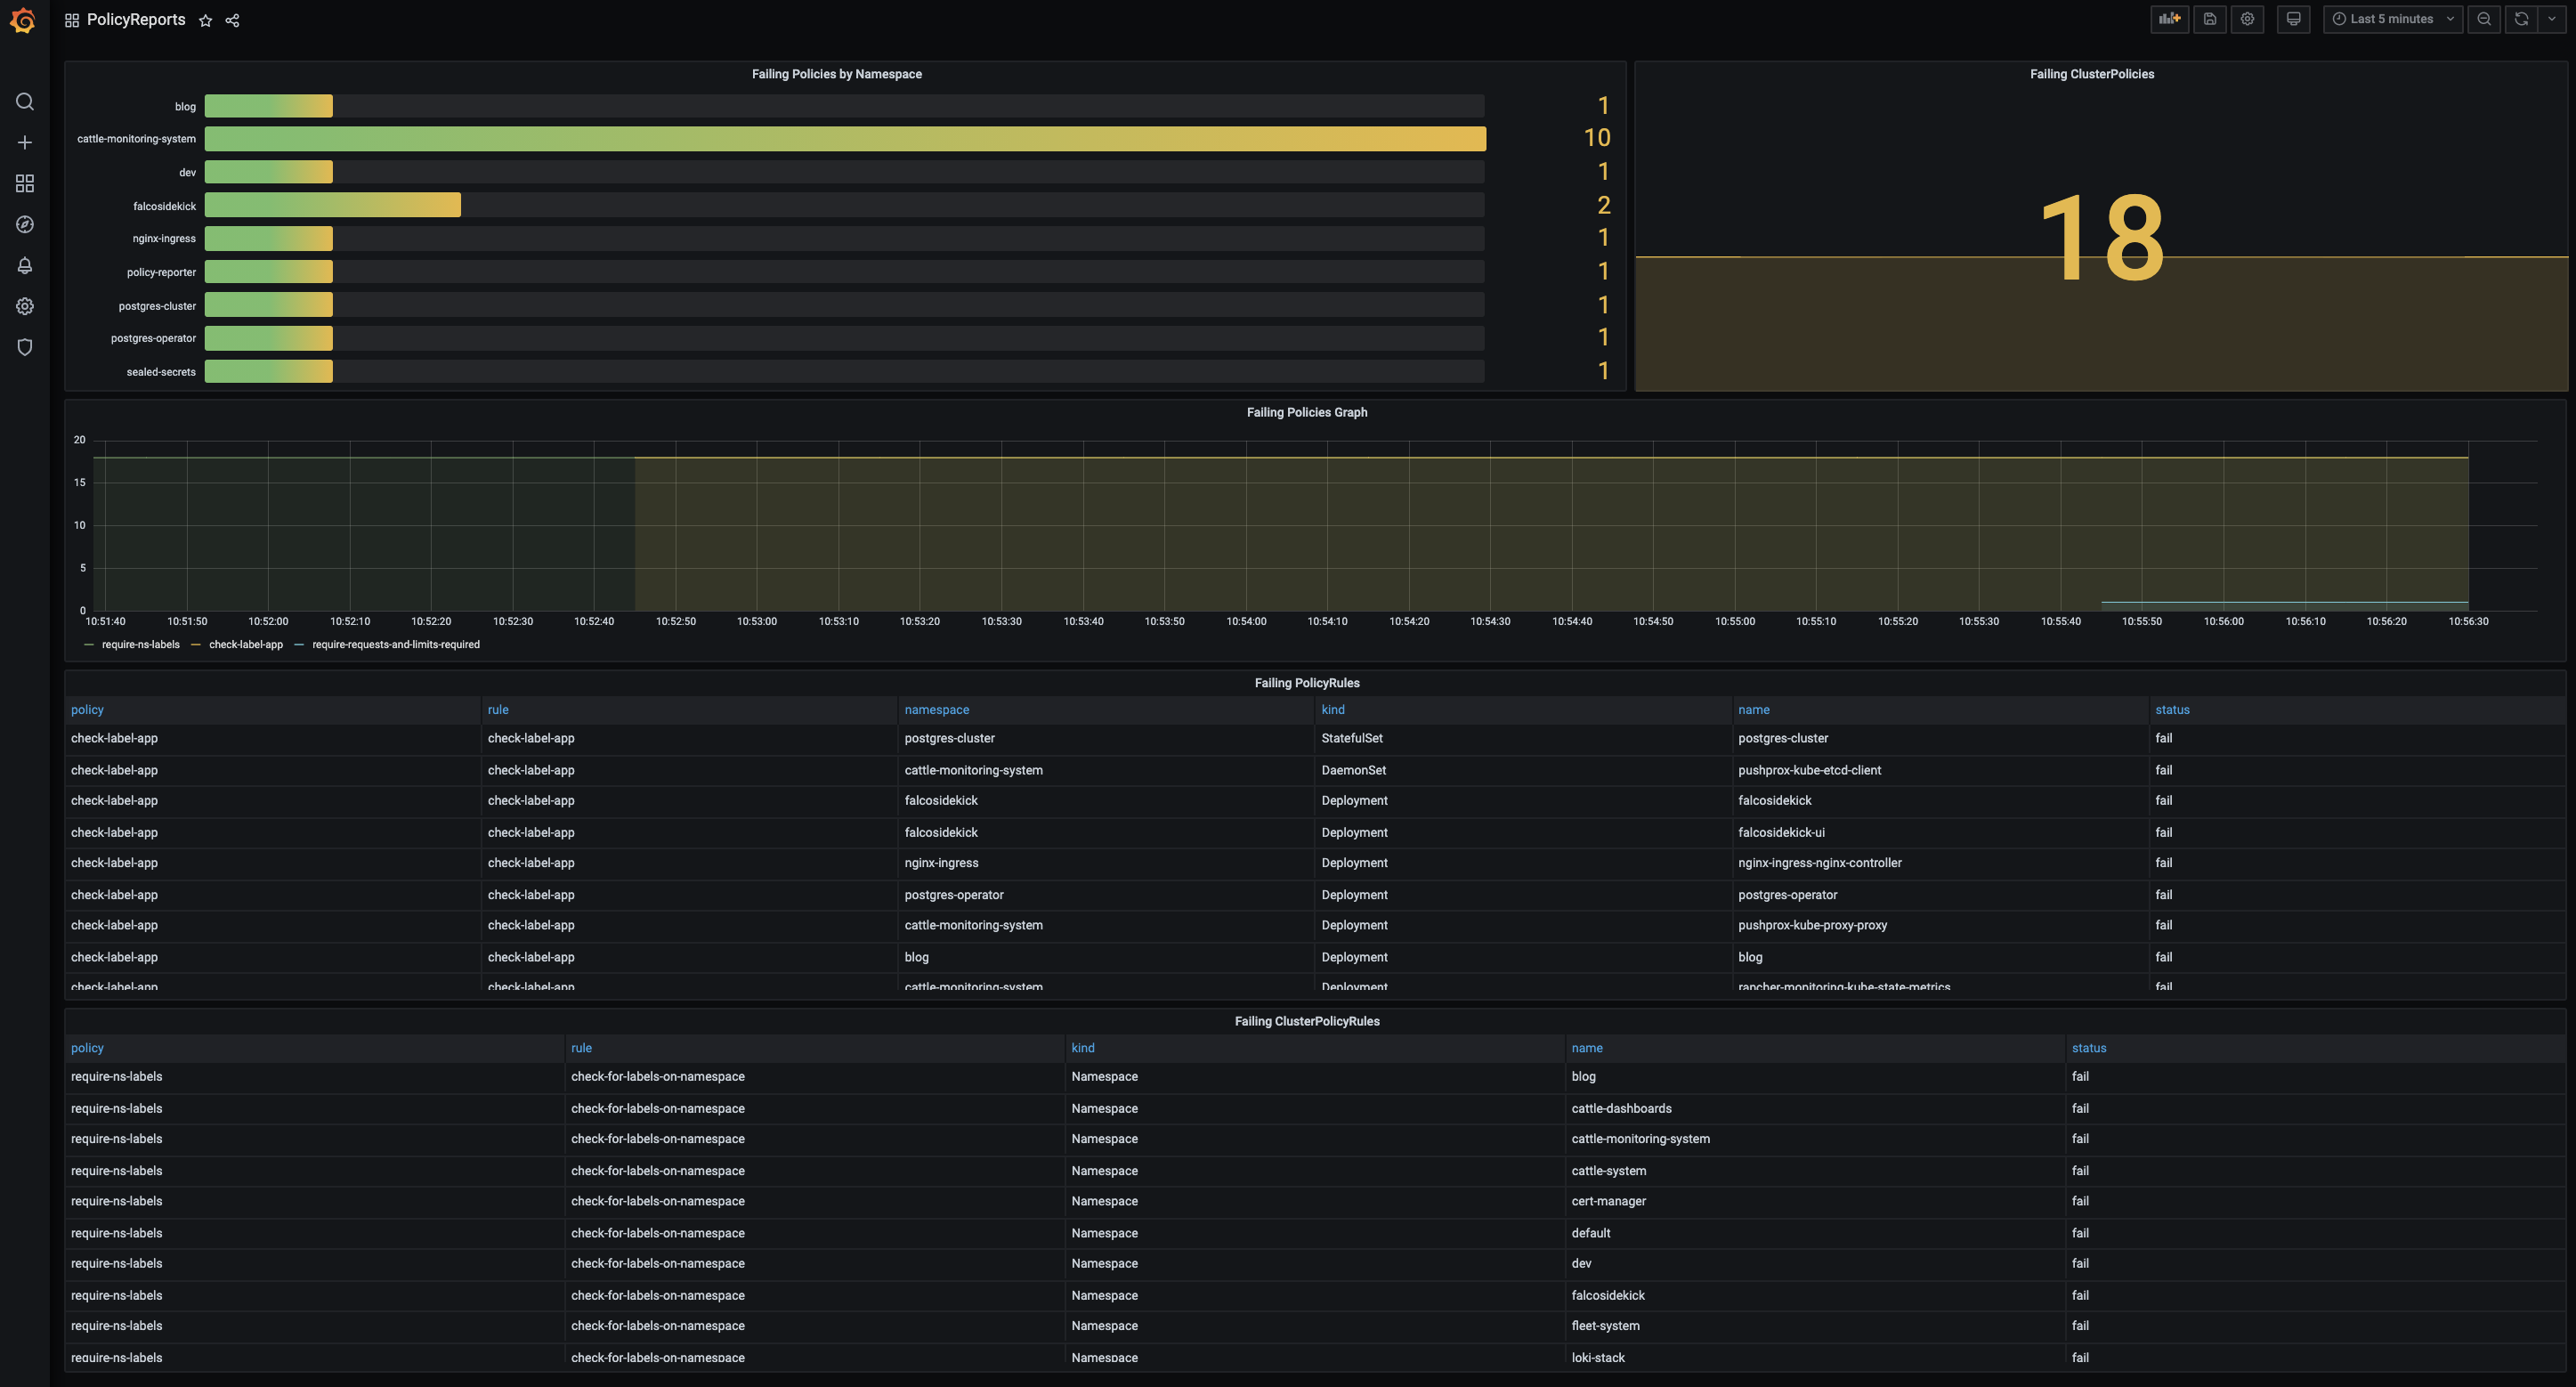 PolicyReports
Last 5 minutes
Failing Policies by Namespace
blog 1
cattle-monitoring-system 10
dev 1
falcosidekick 2
nginx-ingress 1
policy-reporter 1
postgres-cluster 1
postgres-operator 1
sealed-secrets 1
Failing ClusterPolicies
18
Failing Policies Graph
20
15
10
5
0
10:51:40 10:51:50 10:52:00 10:52:10 10:52:20 10:52:30 10:52:40 10:52:50 10:53:00 10:53:10 10:53:20 10:53:30 10:53:40 10:53:50 10:54:00 10:54:10 10:54:20 10:54:30 10:54:40 10:54:50 10:55:00 10:55:10 10:55:20 10:55:30 10:55:40 10:55:50 10:56:00 10:56:10 10:56:20 10:56:30
require-ns-labels check-label-app require-requests-and-limits-required
Failing PolicyRules
policy rule namespace kind name status
check-label-app check-label-app postgres-cluster StatefulSet postgres-cluster fail
check-label-app check-label-app cattle-monitoring-system DaemonSet pushprox-kube-etcd-client fail
check-label-app check-label-app falcosidekick Deployment falcosidekick fail
check-label-app check-label-app falcosidekick Deployment falcosidekick-ui fail
check-label-app check-label-app nginx-ingress Deployment nginx-ingress-nginx-controller fail
check-label-app check-label-app postgres-operator Deployment postgres-operator fail
check-label-app check-label-app cattle-monitoring-system Deployment pushprox-kube-proxy-proxy fail
check-label-app check-label-app blog Deployment blog fail
check-label-app check-label-app cattle-monitoring-system Deployment rancher-monitoring-kube-state-metrics fail
Failing ClusterPolicyRules
policy rule kind name status
require-ns-labels check-for-labels-on-namespace Namespace blog fail
require-ns-labels check-for-labels-on-namespace Namespace cattle-dashboards fail
require-ns-labels check-for-labels-on-namespace Namespace cattle-monitoring-system fail
require-ns-labels check-for-labels-on-namespace Namespace cattle-system fail
require-ns-labels check-for-labels-on-namespace Namespace cert-manager fail
require-ns-labels check-for-labels-on-namespace Namespace default fail
require-ns-labels check-for-labels-on-namespace Namespace dev fail
require-ns-labels check-for-labels-on-namespace Namespace falcosidekick fail
require-ns-labels check-for-labels-on-namespace Namespace fleet-system fail
require-ns-labels check-for-labels-on-namespace Namespace loki-stack fail